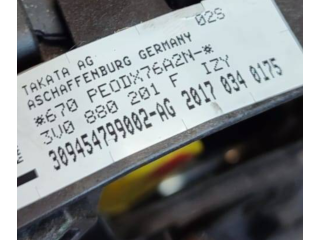 02S
TAKATA AG
ASCHAFFENBURG GERMANY
*670 PE0DX76A2N-*
3V0 880 201 F IZY
309454799002-AG 2017 034 0175